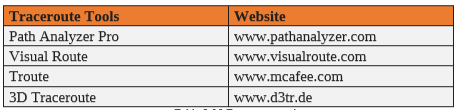 Traceroute Tools Website
Path Analyzer Pro www.pathanalyzer.com
Visual Route www.visualroute.com
Troute www.mcafee.com
3D Traceroute www.d3tr.de